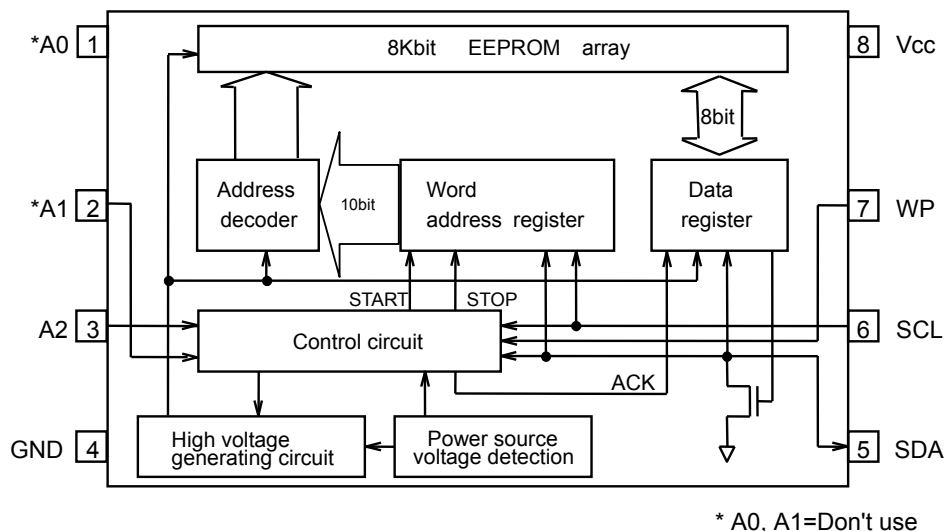 *A0 1
8Kbit EEPROM array
8 Vcc
8bit
*A1 2
Address
decoder
10bit
Word
address register
Data
register
7 WP
START
STOP
A2 3
Control circuit
6 SCL
ACK
GND 4
High voltage
generating circuit
Power source
voltage detection
5 SDA
* A0, A1=Don't use